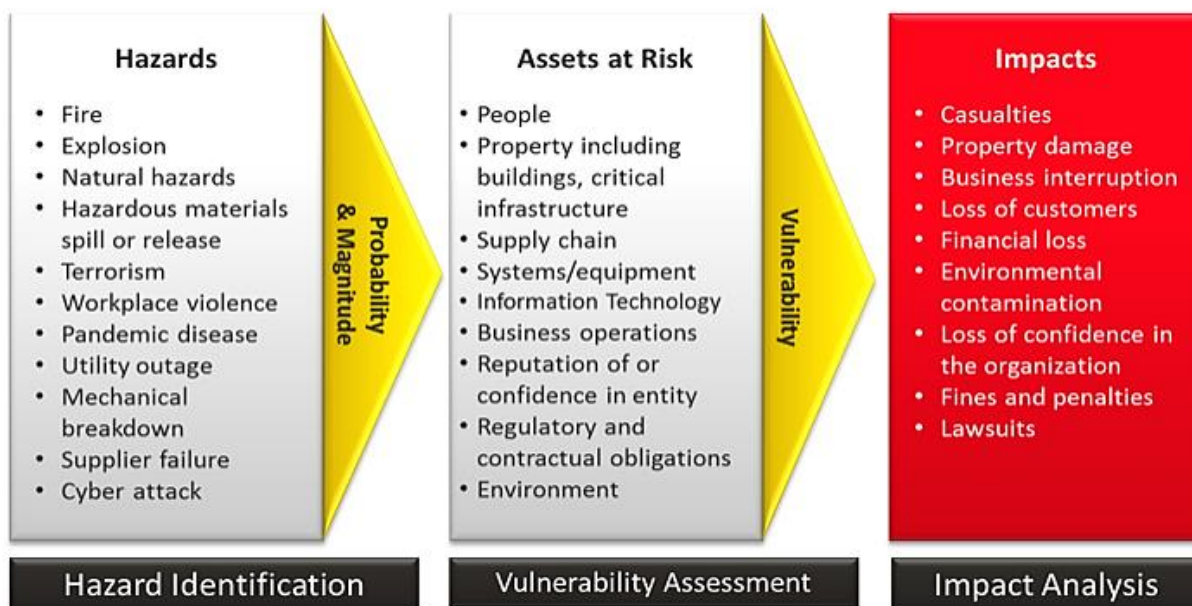 Hazards
• Fire
• Explosion
• Natural hazards
• Hazardous materials
spill or release
• Terrorism
• Workplace violence
• Pandemic disease
• Utility outage
• Mechanical
breakdown
• Supplier failure
• Cyber attack
Probability
& Magnitude
Hazard Identification
Assets at Risk
• People
• Property including
buildings, critical
infrastructure
• Supply chain
• Systems/equipment
• Information Technology
• Business operations
• Reputation of or
confidence in entity
• Regulatory and
contractual obligations
• Environment
Vulnerability
Vulnerability Assessment
Impacts
• Casualties
• Property damage
• Business interruption
• Loss of customers
• Financial loss
• Environmental
contamination
• Loss of confidence in
the organization
• Fines and penalties
• Lawsuits
Impact Analysis